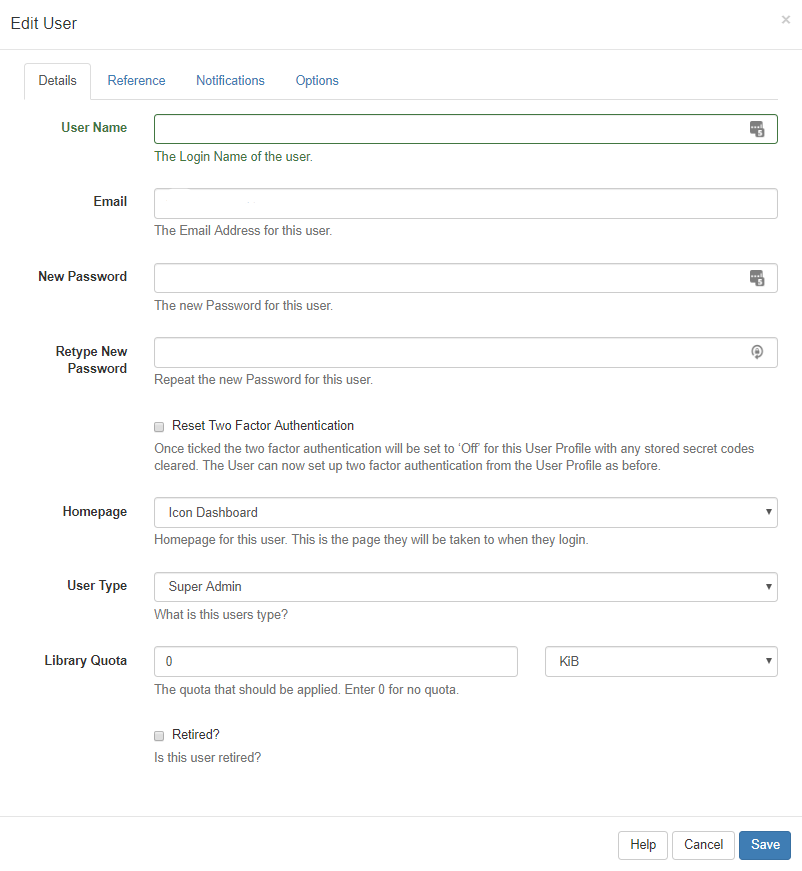 Edit User
×
Details Reference Notifications Options
User Name
The Login Name of the user.
Email
The Email Address for this user.
New Password
The new Password for this user.
Retype New
Password
Repeat the new Password for this user.
Reset Two Factor Authentication
Once ticked the two factor authentication will be set to ‘Off’ for this User Profile with any stored secret codes
cleared. The User can now set up two factor authentication from the User Profile as before.
Homepage Icon Dashboard
Homepage for this user. This is the page they will be taken to when they login.
User Type Super Admin
What is this users type?
Library Quota 0 KiB
The quota that should be applied. Enter 0 for no quota.
Retired?
Is this user retired?
Help Cancel Save